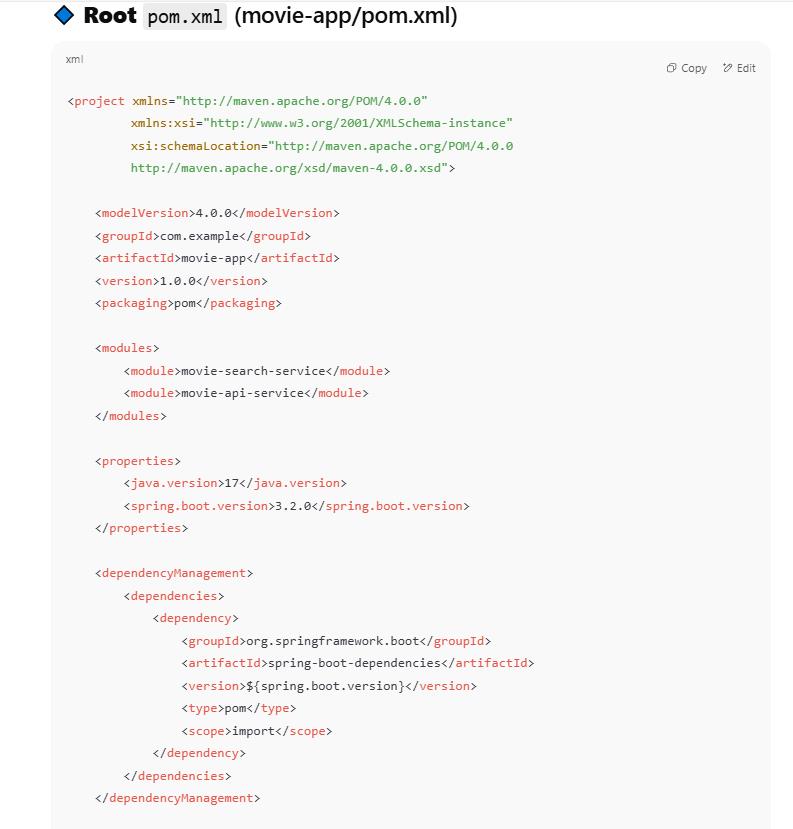 Root pom.xml (movie-app/pom.xml)
xml
Copy Edit
<project xmlns="http://maven.apache.org/POM/4.0.0"
         xmlns:xsi="http://www.w3.org/2001/XMLSchema-instance"
         xsi:schemaLocation="http://maven.apache.org/POM/4.0.0
         http://maven.apache.org/xsd/maven-4.0.0.xsd">
    <modelVersion>4.0.0</modelVersion>
    <groupId>com.example</groupId>
    <artifactId>movie-app</artifactId>
    <version>1.0.0</version>
    <packaging>pom</packaging>
    <modules>
        <module>movie-search-service</module>
        <module>movie-api-service</module>
    </modules>
    <properties>
        <java.version>17</java.version>
        <spring.boot.version>3.2.0</spring.boot.version>
    </properties>
    <dependencyManagement>
        <dependencies>
            <dependency>
                <groupId>org.springframework.boot</groupId>
                <artifactId>spring-boot-dependencies</artifactId>
                <version>${spring.boot.version}</version>
                <type>pom</type>
                <scope>import</scope>
            </dependency>
        </dependencies>
    </dependencyManagement>